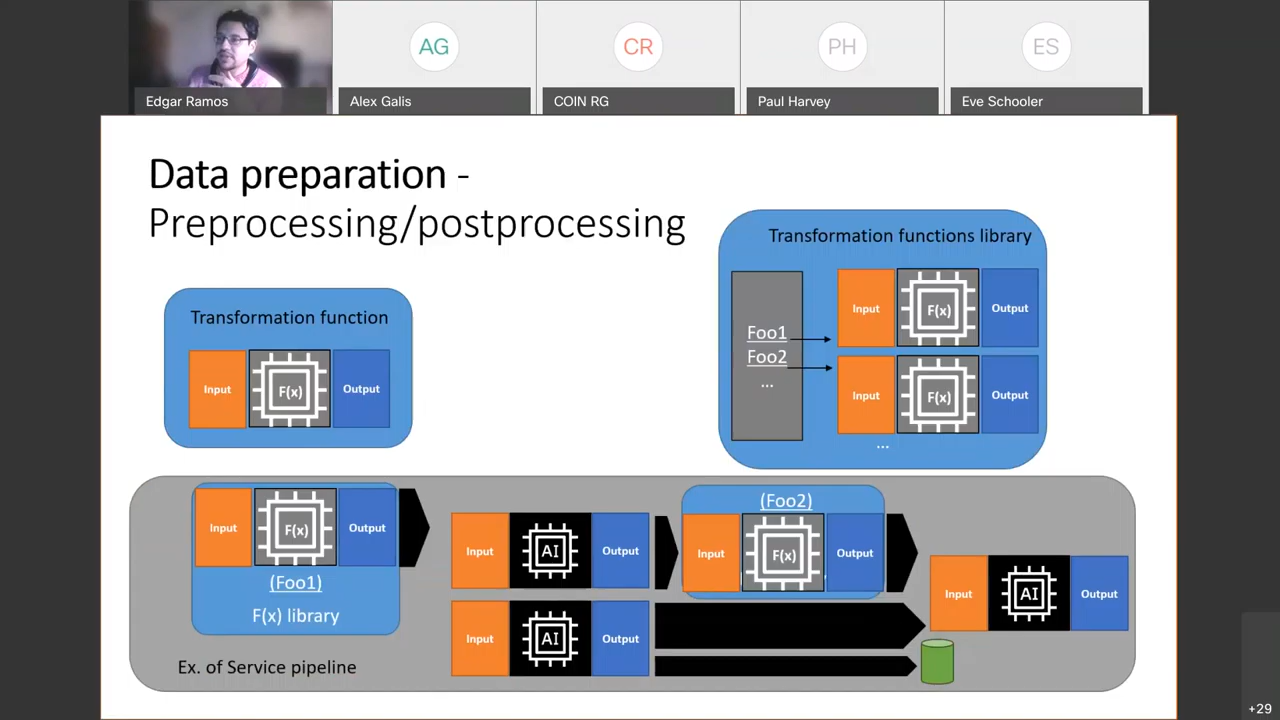 AG
CR
PH
ES
Edgar Ramos
Alex Galis
COIN RG
Paul Harvey
Eve Schooler
Data preparation -
Preprocessing/postprocessing
Transformation function
Input
F(x)
Output
Transformation functions library
Foo1
Foo2
...
Input
F(x)
Output
Input
F(x)
Output
...
Input
F(x)
Output
(Foo1)
F(x) library
Input
AI
Output
Input
AI
Output
(Foo2)
Input
F(x)
Output
Input
AI
Output
Ex. of Service pipeline
+29